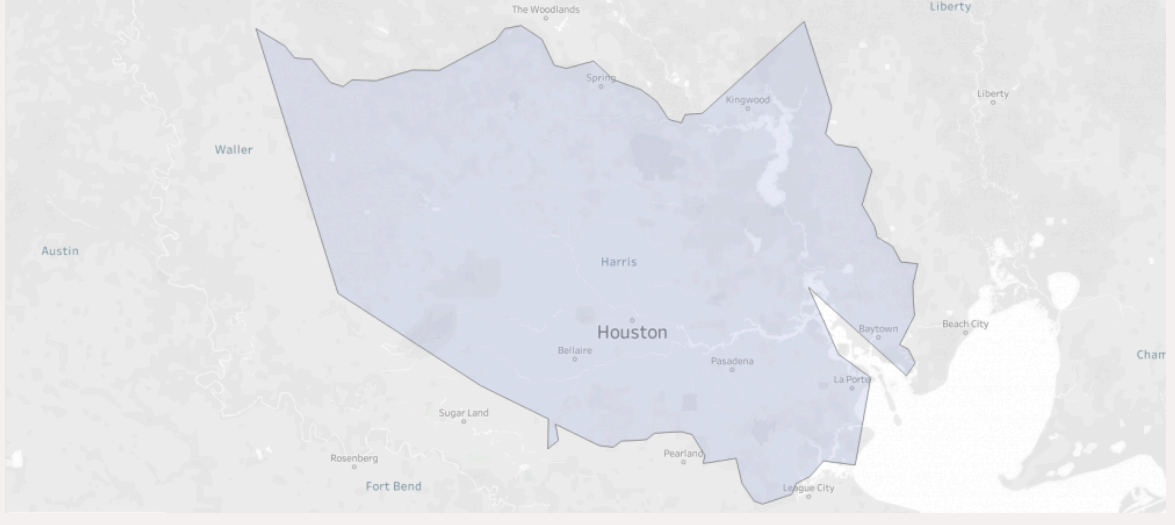 Liberty
The Woodlands
Spring
Liberty
Kingwood
Waller
Austin
Harris
Houston
Beach City
Baytown
Bellaire
Cham
Pasadena
La Porte
Sugar Land
Pearland
Rosenberg
Fort Bend
League City